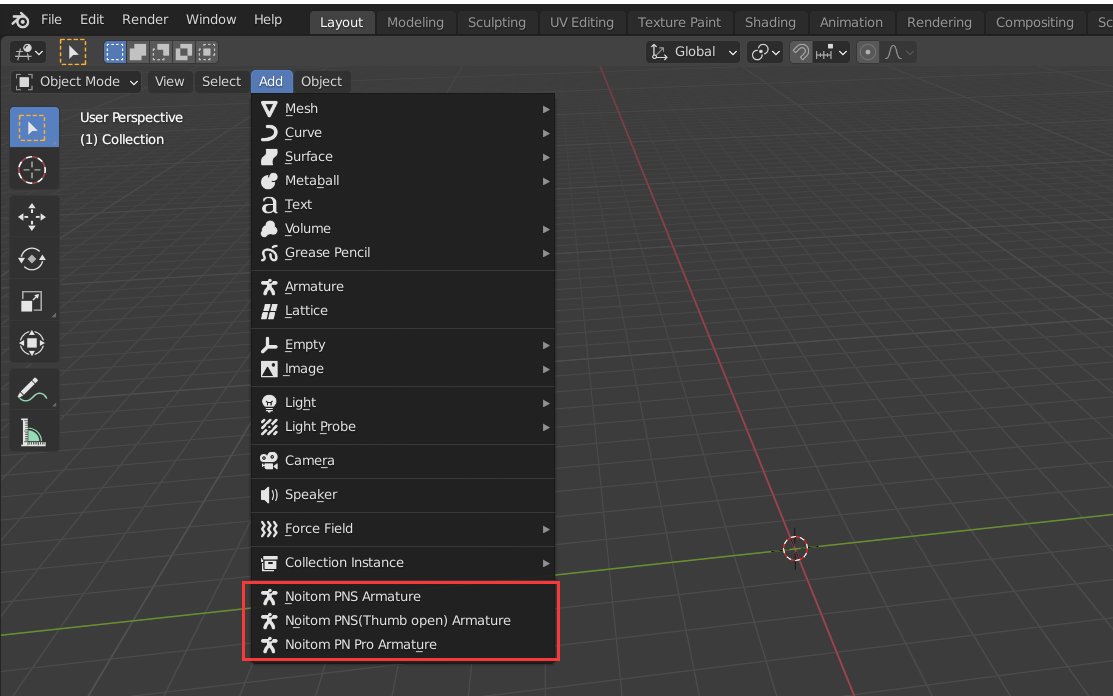 File Edit Render Window Help Layout Modeling Sculpting UV Editing Texture Paint Shading Animation Rendering Compositing Sc
Global
Object Mode View Select Add Object
User Perspective
(1) Collection
Mesh
Curve
Surface
Metaball
Text
Volume
Grease Pencil
Armature
Lattice
Empty
Image
Light
Light Probe
Camera
Speaker
Force Field
Collection Instance
Noitom PNS Armature
Noitom PNS(Thumb open) Armature
Noitom PN Pro Armature